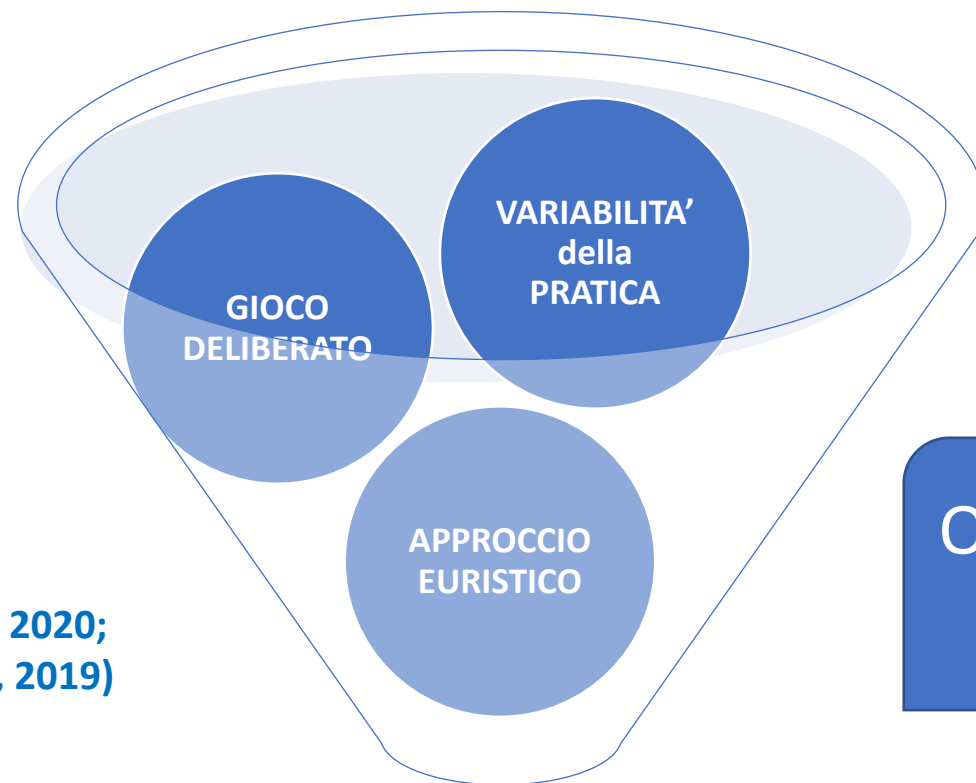 VARIABILITA’
della
PRATICA
GIOCO
DELIBERATO
APPROCCIO
EURISTICO
2020;
, 2019)